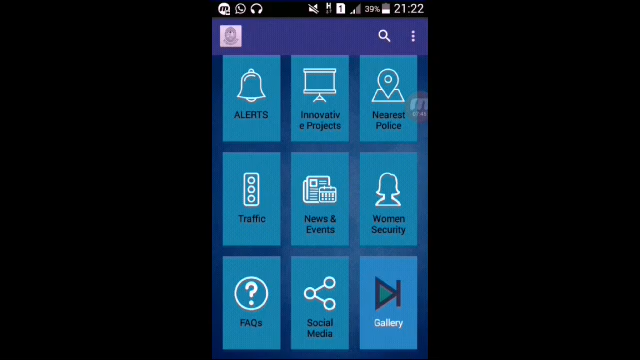 39% 21:22
ALERTS
Innovativ
e Projects
Nearest
Police
Traffic
News &
Events
Women
Security
FAQs
Social
Media
Gallery